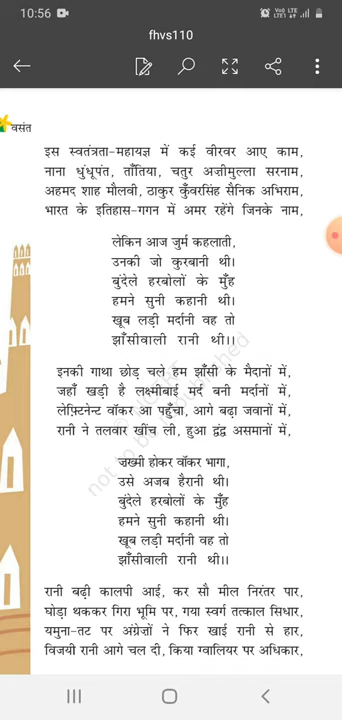 10:56
Vo) LTE
LTE1
fhvs110
वसंत
इस स्वतंत्रता-महायज्ञ में कई वीरवर आए काम,
नाना धुंधूपंत, ताँतिया, चतुर अज़ीमुल्ला सरनाम,
अहमद शाह मौलवी, ठाकुर कुँवरसिंह सैनिक अभिराम,
भारत के इतिहास-गगन में अमर रहेंगे जिनके नाम,
लेकिन आज जुर्म कहलाती,
उनकी जो कुरबानी थी।
बुंदेले हरबोलों के मुँह
हमने सुनी कहानी थी।
खूब लड़ी मर्दानी वह तो
झाँसीवाली रानी थी।।
इनकी गाथा छोड़ चले हम झाँसी के मैदानों में,
जहाँ खड़ी है लक्ष्मीबाई मर्द बनी मर्दानों में,
लेफ़्टिनेन्ट वॉकर आ पहुँचा, आगे बढ़ा जवानों में,
रानी ने तलवार खींच ली, हुआ द्वंद्व असमानों में,
जख्मी होकर वॉकर भागा,
उसे अजब हैरानी थी।
बुंदेले हरबोलों के मुँह
हमने सुनी कहानी थी।
खूब लड़ी मर्दानी वह तो
झाँसीवाली रानी थी।।
रानी बढ़ी कालपी आई, कर सौ मील निरंतर पार,
घोड़ा थककर गिरा भूमि पर, गया स्वर्ग तत्काल सिधार,
यमुना-तट पर अंग्रेज़ों ने फिर खाई रानी से हार,
विजयी रानी आगे चल दी, किया ग्वालियर पर अधिकार,